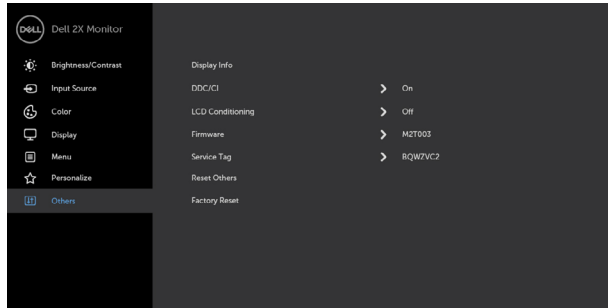 DELL Dell 2X Monitor
Brightness/Contrast Display Info
Input Source DDC/CI On
Color LCD Conditioning Off
Display Firmware M2T003
Menu Service Tag BQWZVC2
Personalize Reset Others
Others Factory Reset